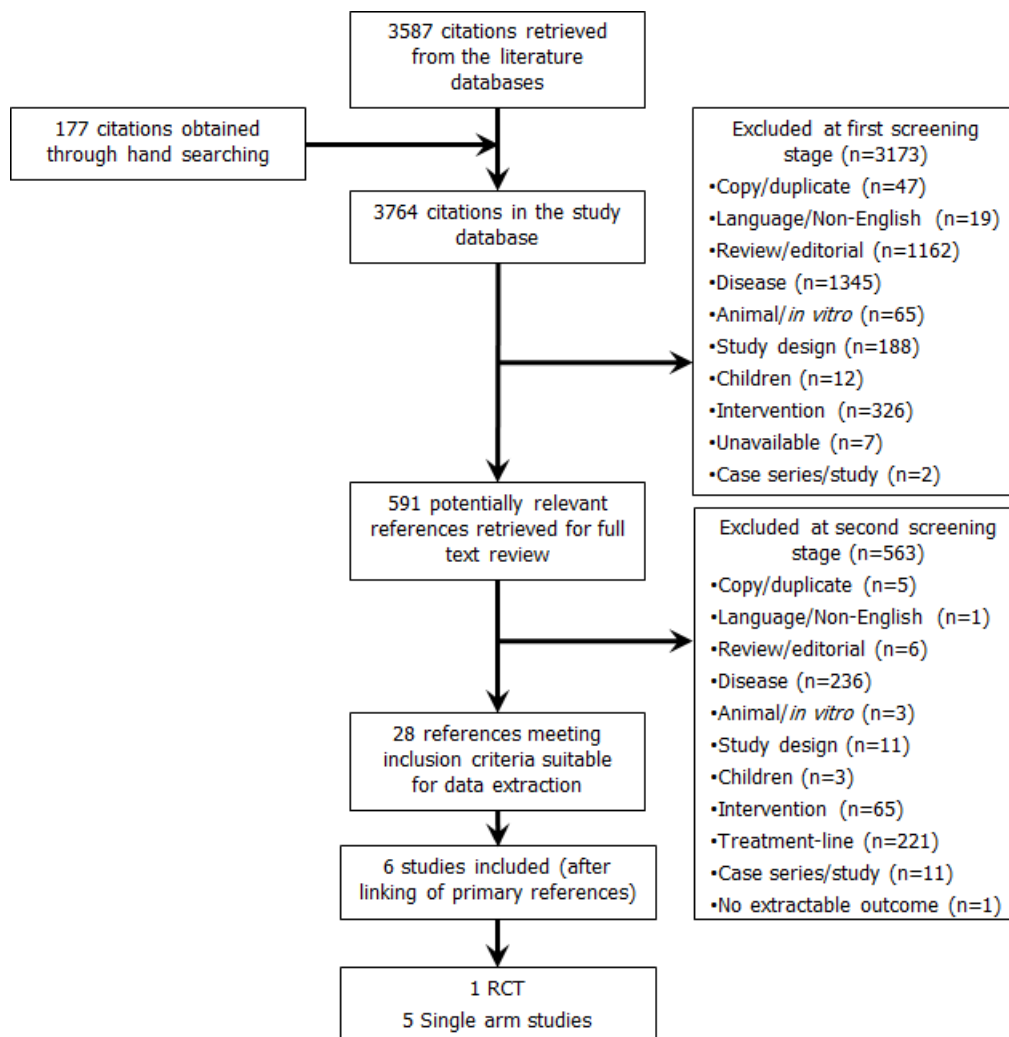 3587 citations retrieved
from the literature
databases
177 citations obtained
through hand searching
3764 citations in the study
database
Excluded at first screening
stage (n=3173)
•Copy/duplicate (n=47)
•Language/Non-English (n=19)
•Review/editorial (n=1162)
•Disease (n=1345)
•Animal/in vitro (n=65)
•Study design (n=188)
•Children (n=12)
•Intervention (n=326)
•Unavailable (n=7)
•Case series/study (n=2)
591 potentially relevant
references retrieved for full
text review
Excluded at second screening
stage (n=563)
•Copy/duplicate (n=5)
•Language/Non-English (n=1)
•Review/editorial (n=6)
•Disease (n=236)
•Animal/in vitro (n=3)
•Study design (n=11)
•Children (n=3)
•Intervention (n=65)
•Treatment-line (n=221)
•Case series/study (n=11)
•No extractable outcome (n=1)
28 references meeting
inclusion criteria suitable
for data extraction
6 studies included (after
linking of primary references)
1 RCT
5 Single arm studies